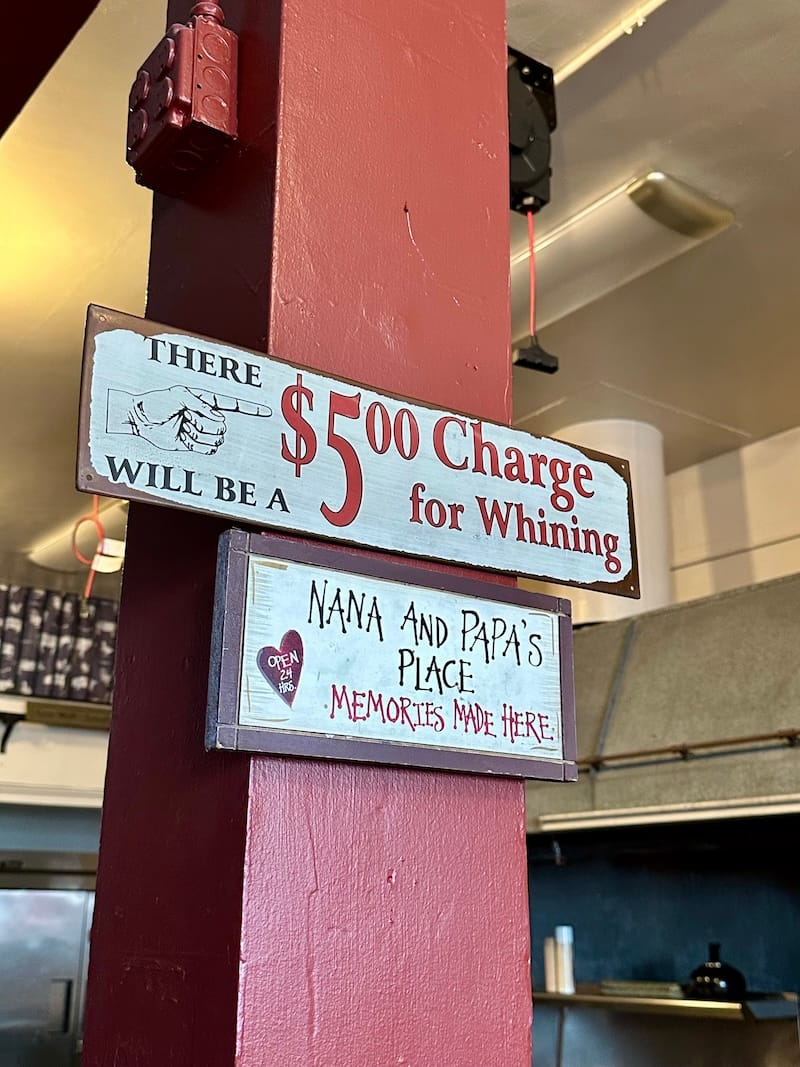 THERE
WILL BE A
$5.00 Charge
for Whining
NANA AND PAPA'S
PLACE
MEMORIES MADE HERE.
OPEN
24
HRS.